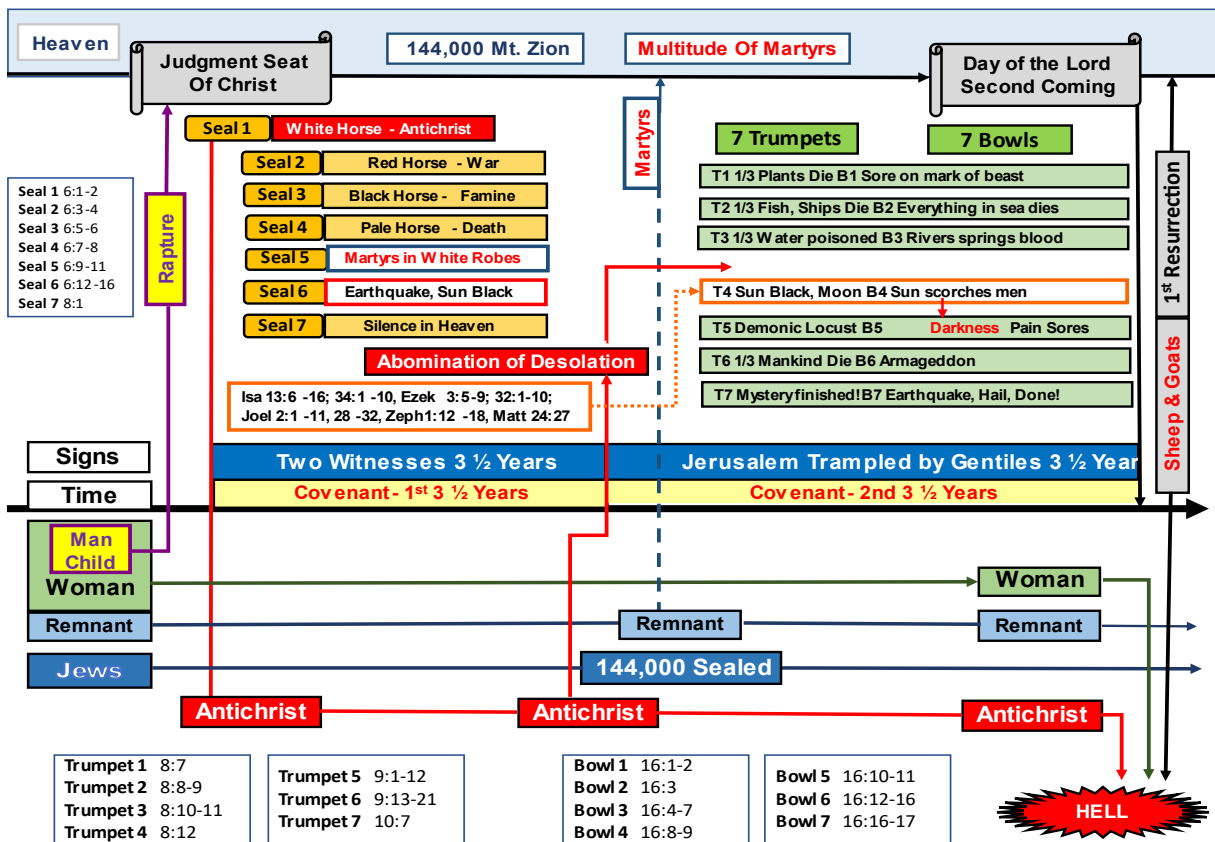 Heaven
Judgment Seat
Of Christ
144,000 Mt. Zion
Multitude Of Martyrs
Day of the Lord
Second Coming
Seal 1 White Horse - Antichrist
Seal 2 Red Horse - War
Seal 3 Black Horse - Famine
Seal 4 Pale Horse - Death
Seal 5 Martyrs in White Robes
Seal 6 Earthquake, Sun Black
Seal 7 Silence in Heaven
Seal 1 6:1-2
Seal 2 6:3-4
Seal 3 6:5-6
Seal 4 6:7-8
Seal 5 6:9-11
Seal 6 6:12-16
Seal 7 8:1
Rapture
Martyrs
7 Trumpets
7 Bowls
T1 1/3 Plants Die B1 Sore on mark of beast
T2 1/3 Fish, Ships Die B2 Everything in sea dies
T3 1/3 Water poisoned B3 Rivers springs blood
T4 Sun Black, Moon B4 Sun scorches men
T5 Demonic Locust B5 Darkness Pain Sores
T6 1/3 Mankind Die B6 Armageddon
T7 Mystery finished! B7 Earthquake, Hail, Done!
1st Resurrection
Sheep & Goats
Abomination of Desolation
Isa 13:6 -16; 34:1 -10, Ezek 3:5-9; 32:1-10;
Joel 2:1 -11, 28 -32, Zeph1:12 -18, Matt 24:27
Signs
Two Witnesses 3 ½ Years
Jerusalem Trampled by Gentiles 3 ½ Year
Time
Covenant- 1st 3 ½ Years
Covenant- 2nd 3 ½ Years
Man
Child
Woman
Woman
Remnant
Remnant
Remnant
Jews
144,000 Sealed
Antichrist
Antichrist
Antichrist
Trumpet 1 8:7
Trumpet 2 8:8-9
Trumpet 3 8:10-11
Trumpet 4 8:12
Trumpet 5 9:1-12
Trumpet 6 9:13-21
Trumpet 7 10:7
Bowl 1 16:1-2
Bowl 2 16:3
Bowl 3 16:4-7
Bowl 4 16:8-9
Bowl 5 16:10-11
Bowl 6 16:12-16
Bowl 7 16:16-17
HELL